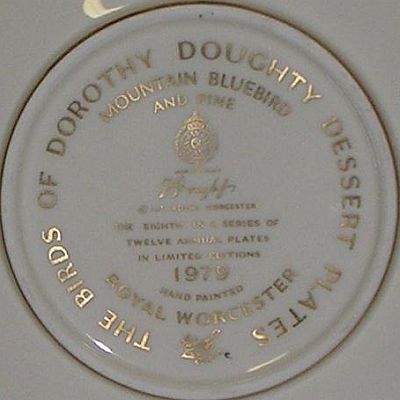 THE BIRDS OF DOROTHY DOUGHTY DESSERT PLATES
MOUNTAIN BLUEBIRD
AND PINE
Doughty
ROYAL WORCESTER
THE EIGHTH IN A SERIES OF
TWELVE ANNUAL PLATES
IN LIMITED EDITIONS
1979
HAND PAINTED
ROYAL WORCESTER